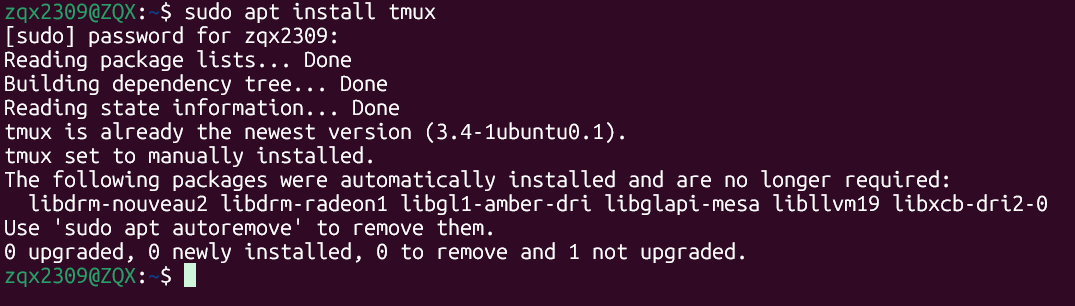 zqx2309@ZQX:~$ sudo apt install tmux
[sudo] password for zqx2309:
Reading package lists... Done
Building dependency tree... Done
Reading state information... Done
tmux is already the newest version (3.4-1ubuntu0.1).
tmux set to manually installed.
The following packages were automatically installed and are no longer required:
  libdrm-nouveau2 libdrm-radeon1 libgl1-amber-dri libglapi-mesa libllvm19 libxcb-dri2-0
Use 'sudo apt autoremove' to remove them.
0 upgraded, 0 newly installed, 0 to remove and 1 not upgraded.
zqx2309@ZQX:~$